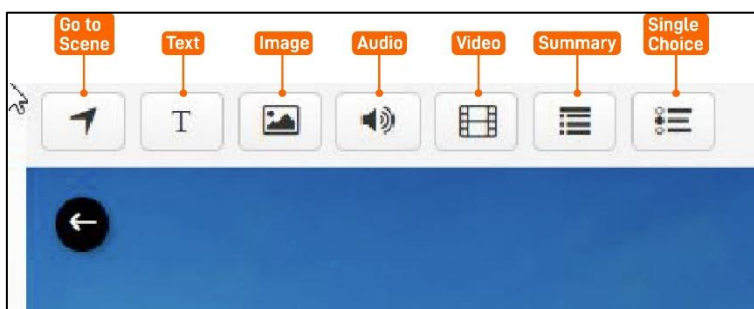 Go to
Scene
Text
Image
Audio
Video
Summary
Single
Choice
T